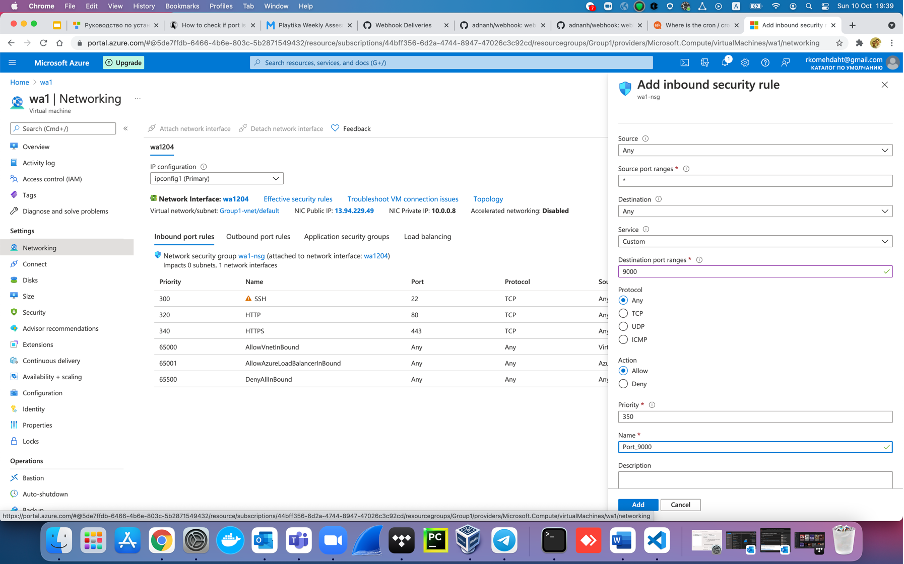 Chrome File Edit View History Bookmarks Profiles Tab Window Help Sun 10 Oct 19:39
Руководство по уста How to check if port Playtika Weekly Asses Webhook Deliveries adnanh/webhook: web adnanh/webhook: web Where is the cron / cro Add inbound security
portal.azure.com/#@5de7ffdb-6466-4b6e-803c-5b2871549432/resource/subscriptions/44bff356-6d2a-4744-8947-47026c3c92cd/resourcegroups/Group1/providers/Microsoft.Compute/virtualMachines/wa1/networking
Microsoft Azure Upgrade Search resources, services, and docs (G+/) 1 rkomehdaht@gmail.com
КАТАЛОГ ПО УМОЛЧАНИЮ
Home > wa1
wa1 | Networking ...
Virtual machine
Search (Cmd+/) «
Overview
Activity log
Access control (IAM)
Tags
Diagnose and solve problems
Settings
Networking
Connect
Disks
Size
Security
Advisor recommendations
Extensions
Continuous delivery
Availability + scaling
Configuration
Identity
Properties
Locks
Operations
Bastion
Auto-shutdown
Backup
Attach network interface Detach network interface Feedback
wa1204
IP configuration
ipconfig1 (Primary)
Network Interface: wa1204 Effective security rules Troubleshoot VM connection issues Topology
Virtual network/subnet: Group1-vnet/default NIC Public IP: 13.94.229.49 NIC Private IP: 10.0.0.8 Accelerated networking: Disabled
Inbound port rules Outbound port rules Application security groups Load balancing
Network security group wa1-nsg (attached to network interface: wa1204)
Impacts 0 subnets, 1 network interfaces
Priority Name Port Protocol Sou
300 SSH 22 TCP Any
320 HTTP 80 TCP Any
340 HTTPS 443 TCP Any
65000 AllowVnetInBound Any Any Virt
65001 AllowAzureLoadBalancerInBound Any Any Azu
65500 DenyAllInBound Any Any Any
Add inbound security rule
wa1-nsg
Source
Any
Source port ranges *
*
Destination
Any
Service
Custom
Destination port ranges *
9000
Protocol
Any
TCP
UDP
ICMP
Action
Allow
Deny
Priority *
350
Name *
Port_9000
Description
Add Cancel
https://portal.azure.com/#@5de7ffdb-6466-4b6e-803c-5b2871549432/resource/subscriptions/44bff356-6d2a-4744-8947-47026c3c92cd/resourcegroups/Group1/providers/Microsoft.Compute/virtualMachines/wa1/networking